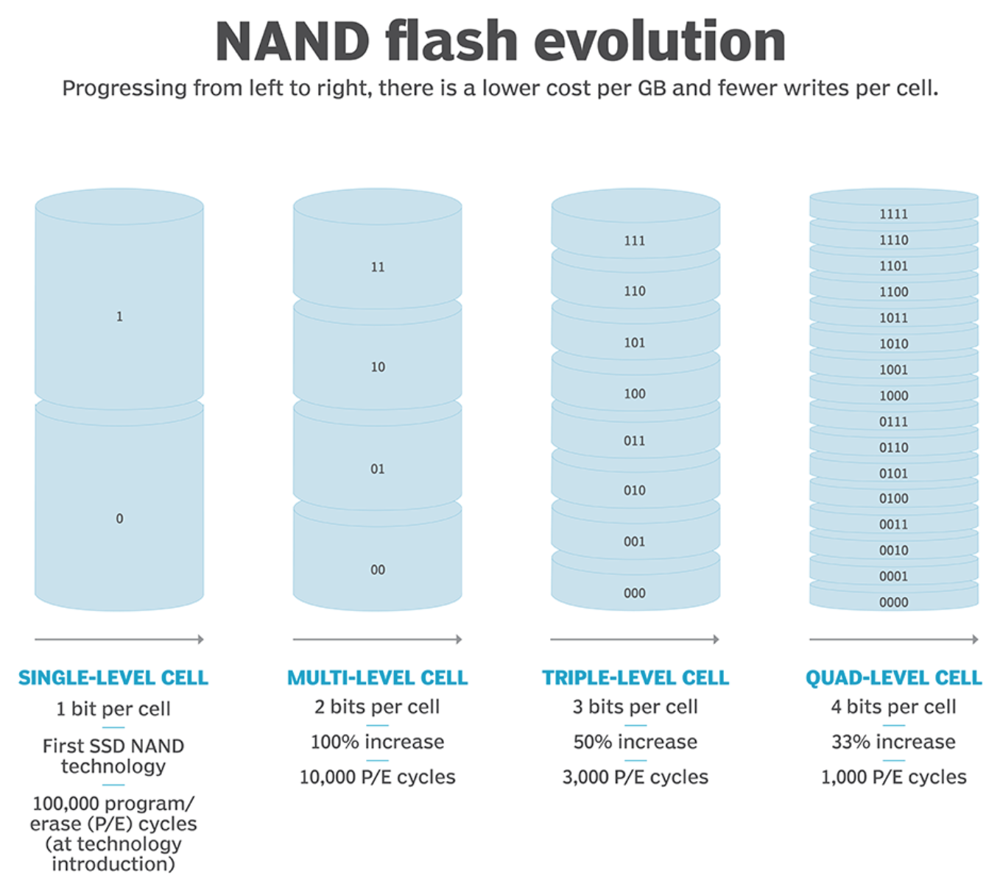 NAND flash evolution
Progressing from left to right, there is a lower cost per GB and fewer writes per cell.
1
0
11
10
01
00
111
110
101
100
011
010
001
000
1111
1110
1101
1100
1011
1010
1001
1000
0111
0110
0101
0100
0011
0010
0001
0000
SINGLE-LEVEL CELL
1 bit per cell
First SSD NAND
technology
100,000 program/
erase (P/E) cycles
(at technology
introduction)
MULTI-LEVEL CELL
2 bits per cell
100% increase
10,000 P/E cycles
TRIPLE-LEVEL CELL
3 bits per cell
50% increase
3,000 P/E cycles
QUAD-LEVEL CELL
4 bits per cell
33% increase
1,000 P/E cycles